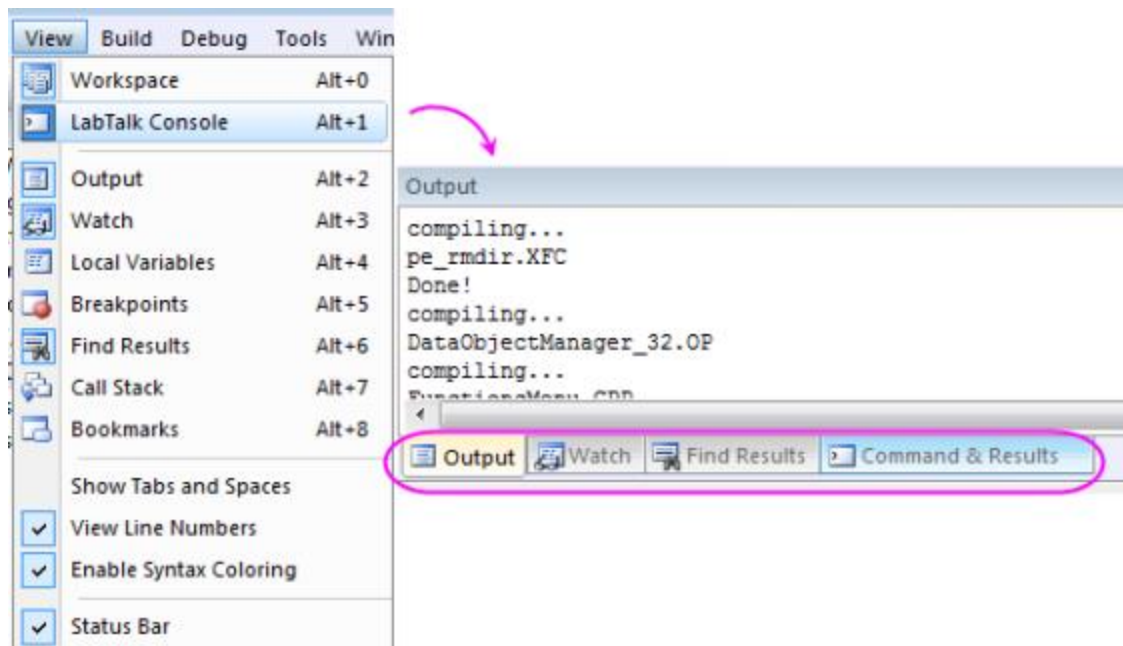 View Build Debug Tools Win
Workspace Alt+0
LabTalk Console Alt+1
Output Alt+2
Watch Alt+3
Local Variables Alt+4
Breakpoints Alt+5
Find Results Alt+6
Call Stack Alt+7
Bookmarks Alt+8
Show Tabs and Spaces
View Line Numbers
Enable Syntax Coloring
Status Bar
Output
compiling...
pe_rmdir.XFC
Done!
compiling...
DataObjectManager_32.OP
compiling...
FunctionsMenu.CPP
Output Watch Find Results Command & Results